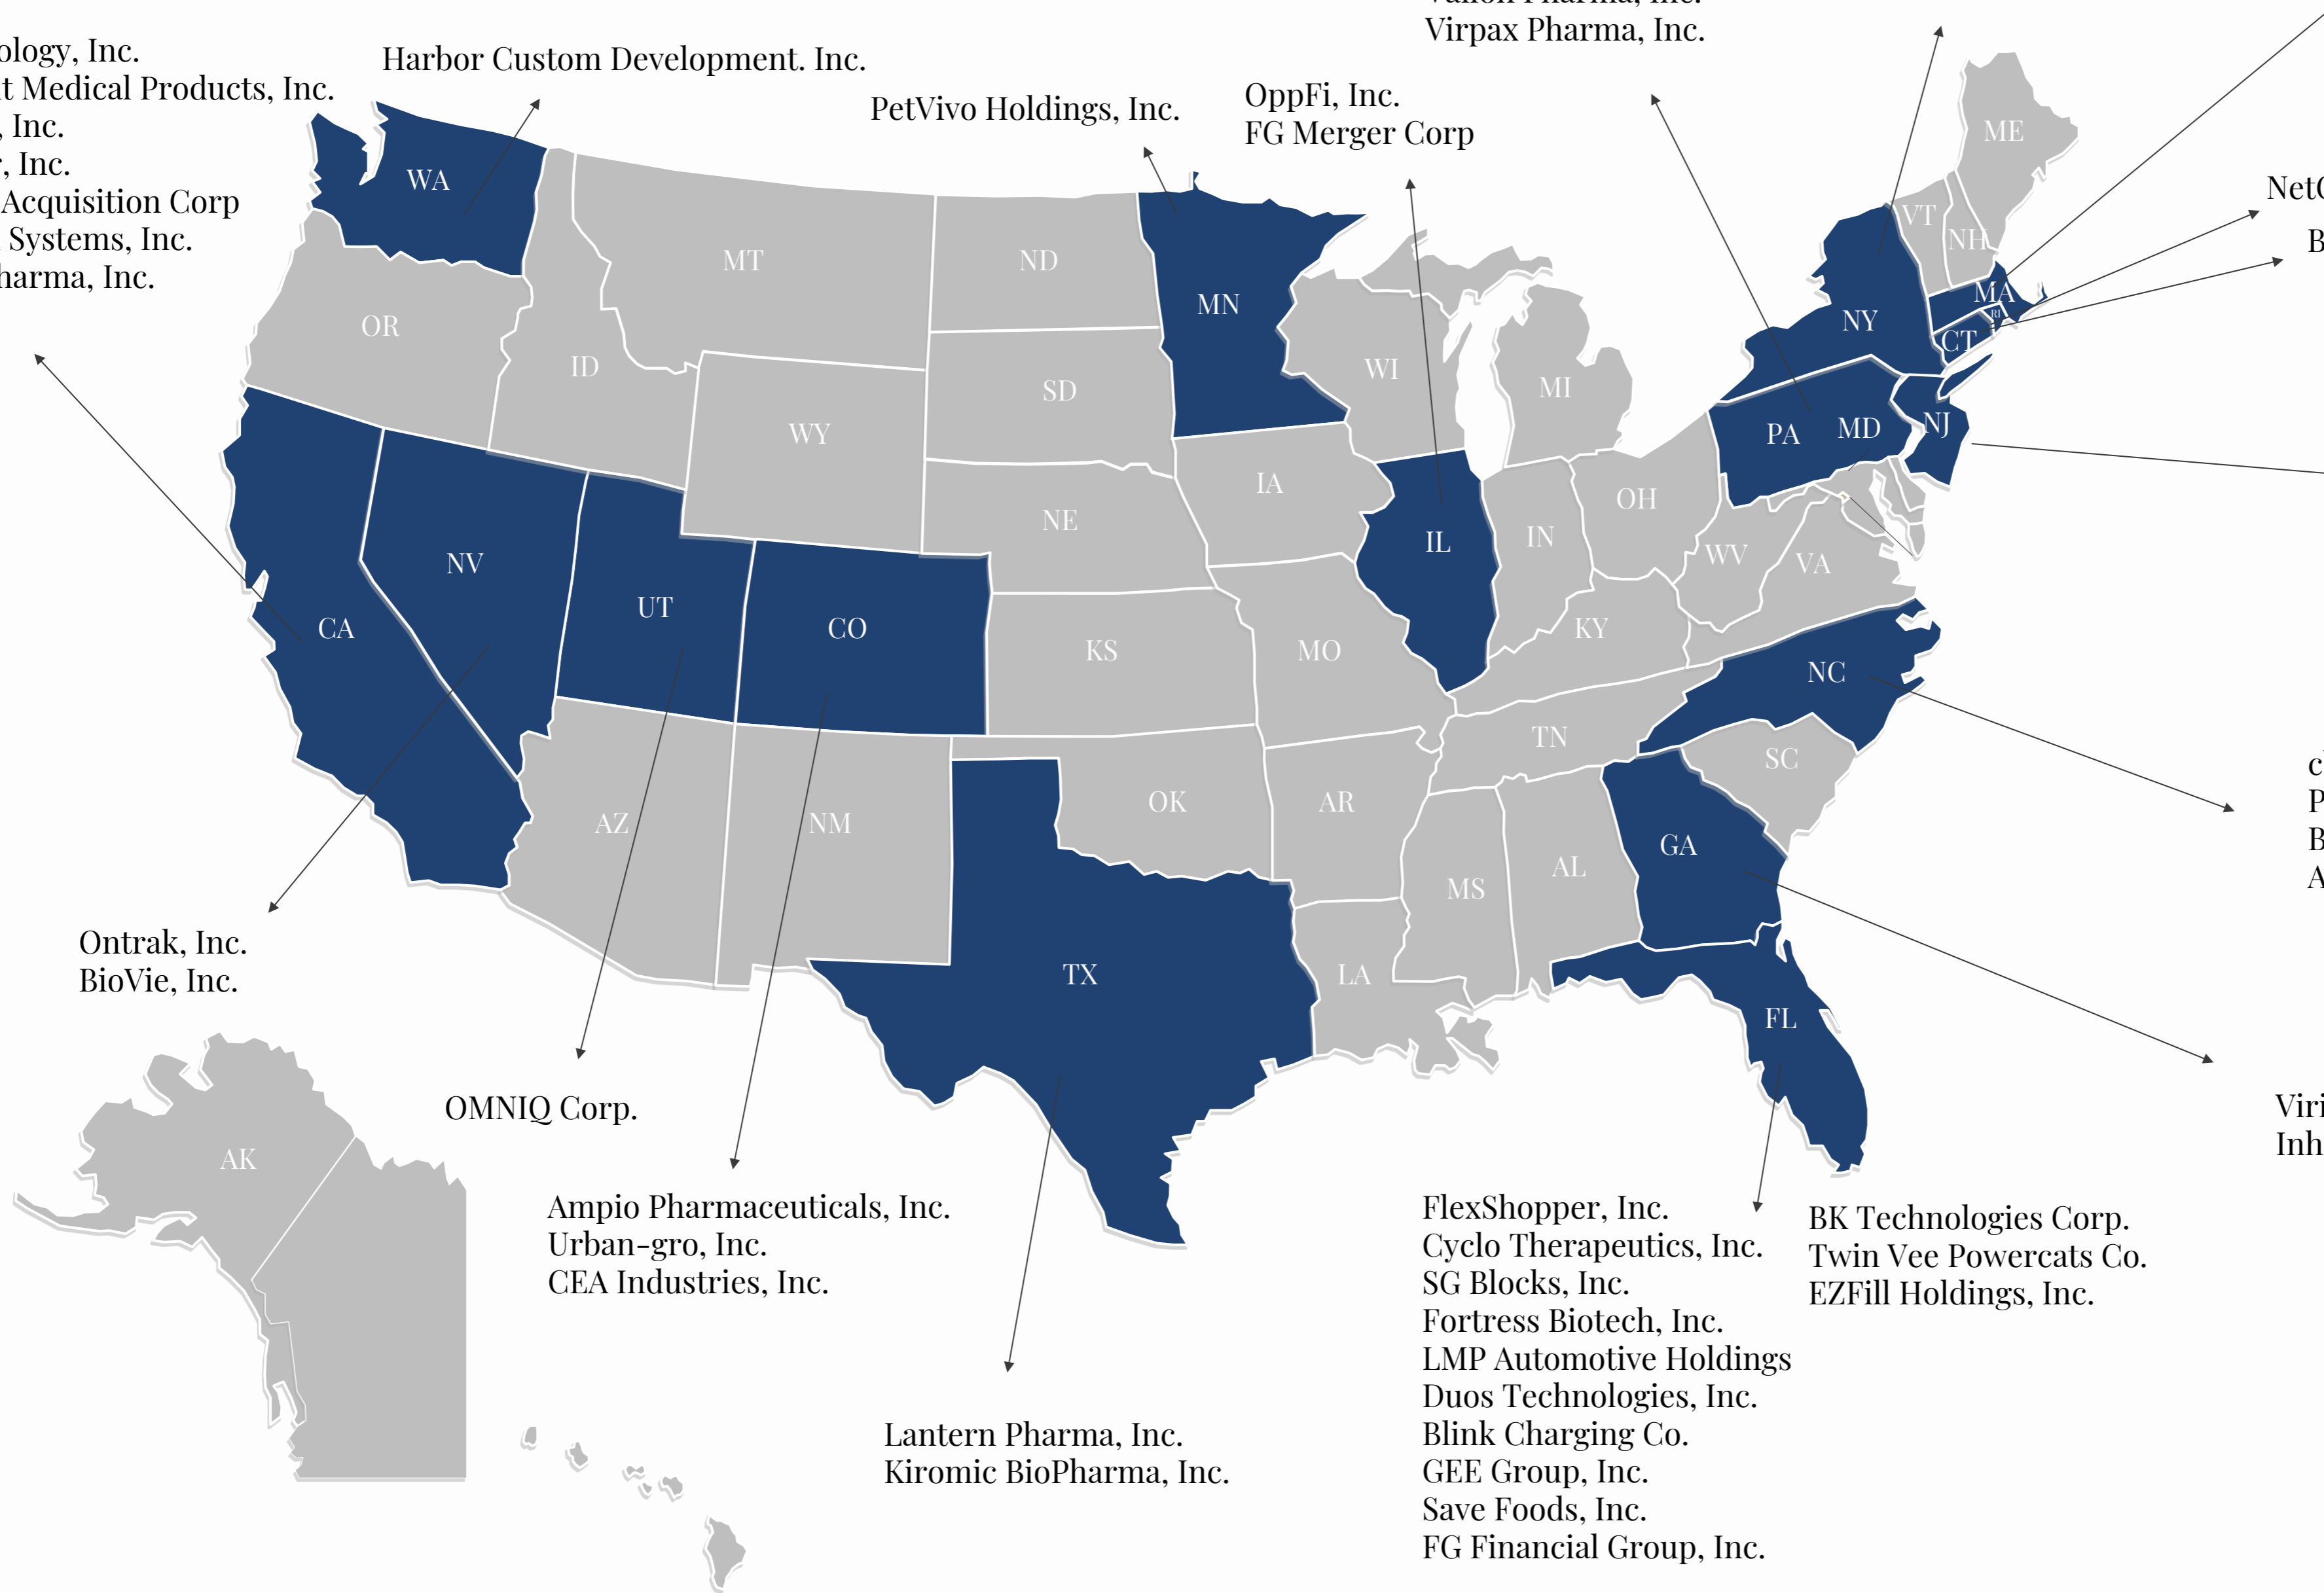 Virpax Pharma, Inc.
Inc.
Medical Products, Inc.
Inc.
Inc.
Acquisition Corp
Systems, Inc.
Inc.
Harbor Custom Development. Inc.
PetVivo Holdings, Inc.
OppFi, Inc.
FG Merger Corp
WA
OR
CA
NV
ID
MT
WY
UT
CO
AZ
NM
ND
SD
NE
KS
OK
TX
MN
IA
MO
AR
LA
WI
IL
MI
IN
OH
KY
TN
MS
AL
GA
FL
SC
NC
VA
WV
PA
MD
NJ
NY
CT
RI
MA
VT
NH
ME
AK
Ontrak, Inc.
BioVie, Inc.
OMNIQ Corp.
Ampio Pharmaceuticals, Inc.
Urban-gro, Inc.
CEA Industries, Inc.
Lantern Pharma, Inc.
Kiromic BioPharma, Inc.
FlexShopper, Inc.
Cyclo Therapeutics, Inc.
SG Blocks, Inc.
Fortress Biotech, Inc.
LMP Automotive Holdings
Duos Technologies, Inc.
Blink Charging Co.
GEE Group, Inc.
Save Foods, Inc.
FG Financial Group, Inc.
BK Technologies Corp.
Twin Vee Powercats Co.
EZFill Holdings, Inc.